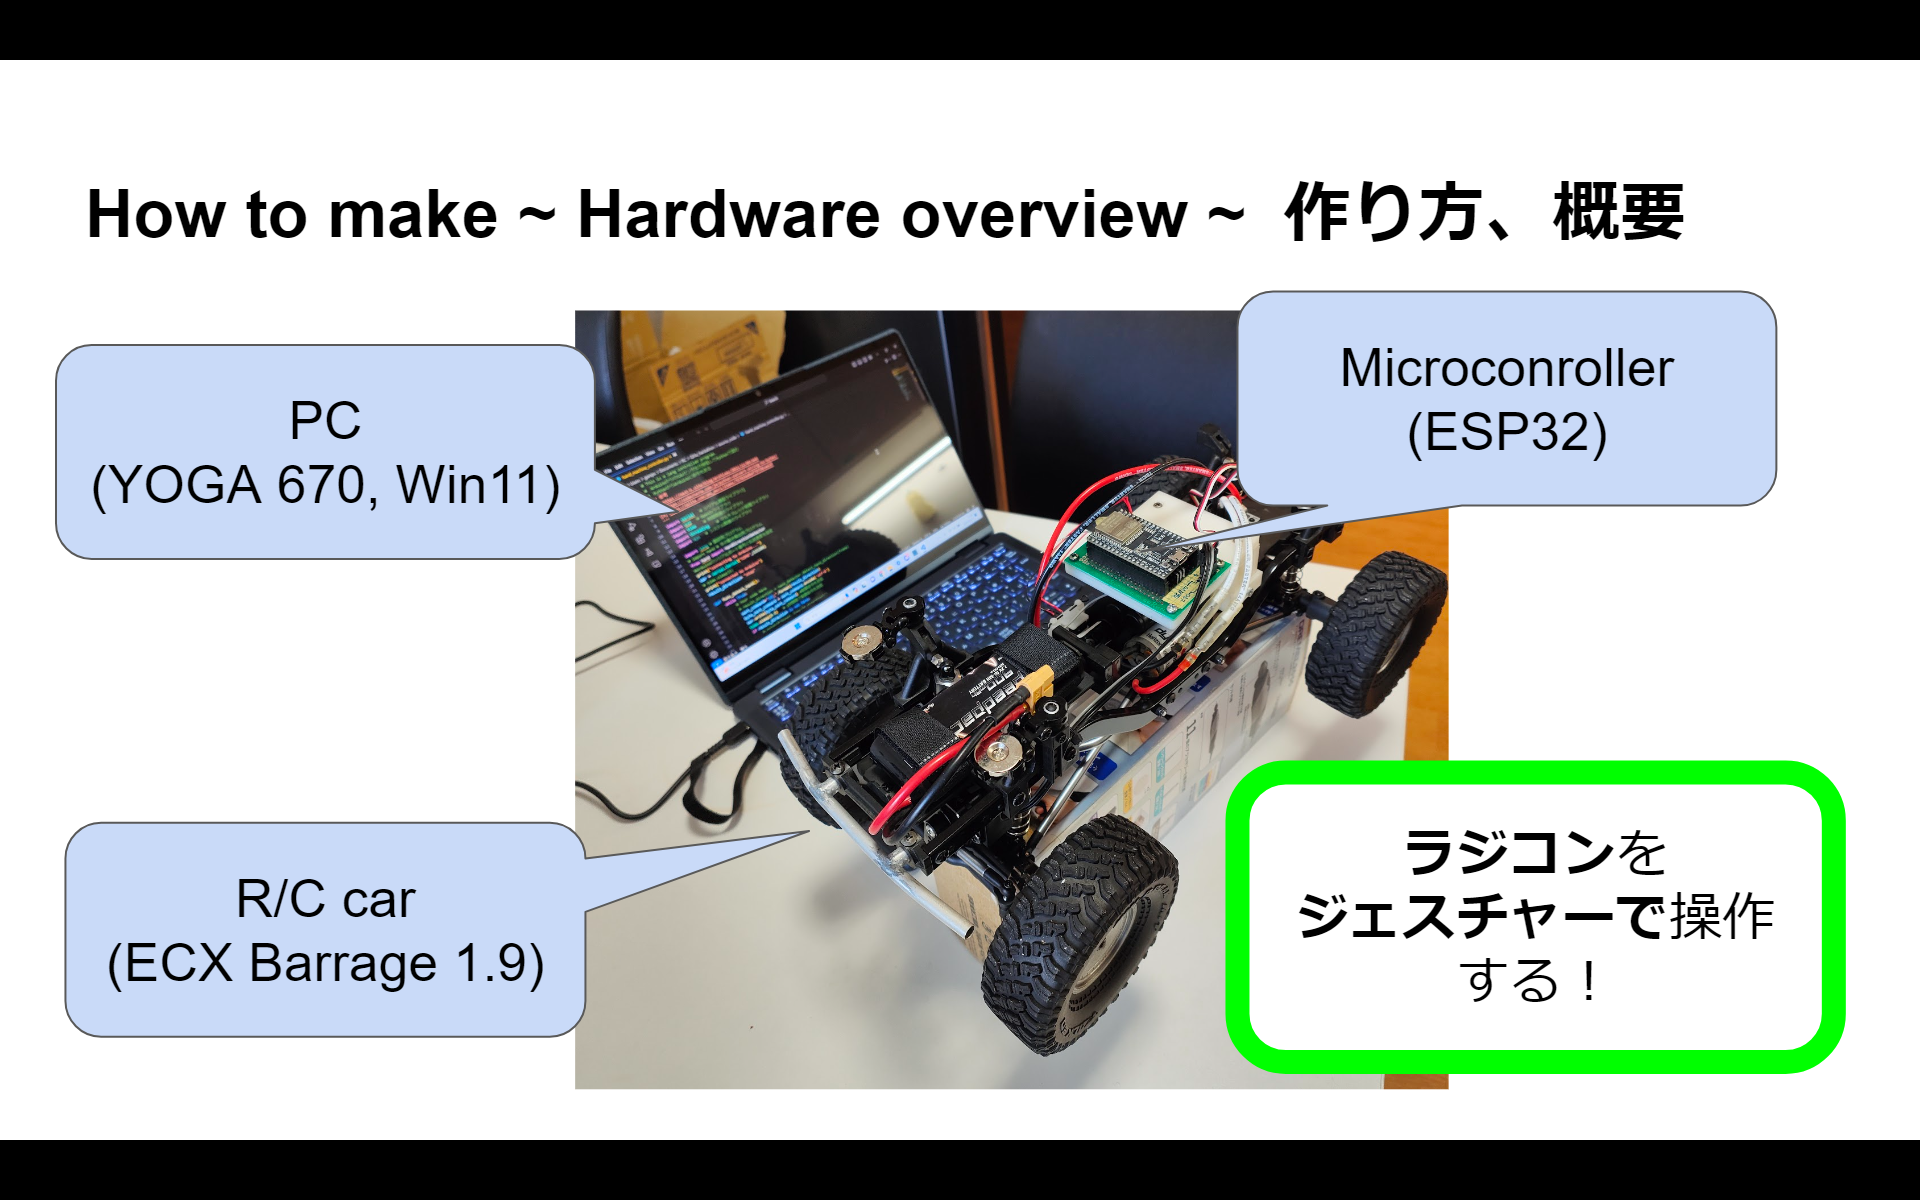 How to make ~ Hardware overview ~ 作り方、概要
PC
(YOGA 670, Win11)
Microconroller
(ESP32)
R/C car
(ECX Barrage 1.9)
ラジコンを
ジェスチャーで操作
する！